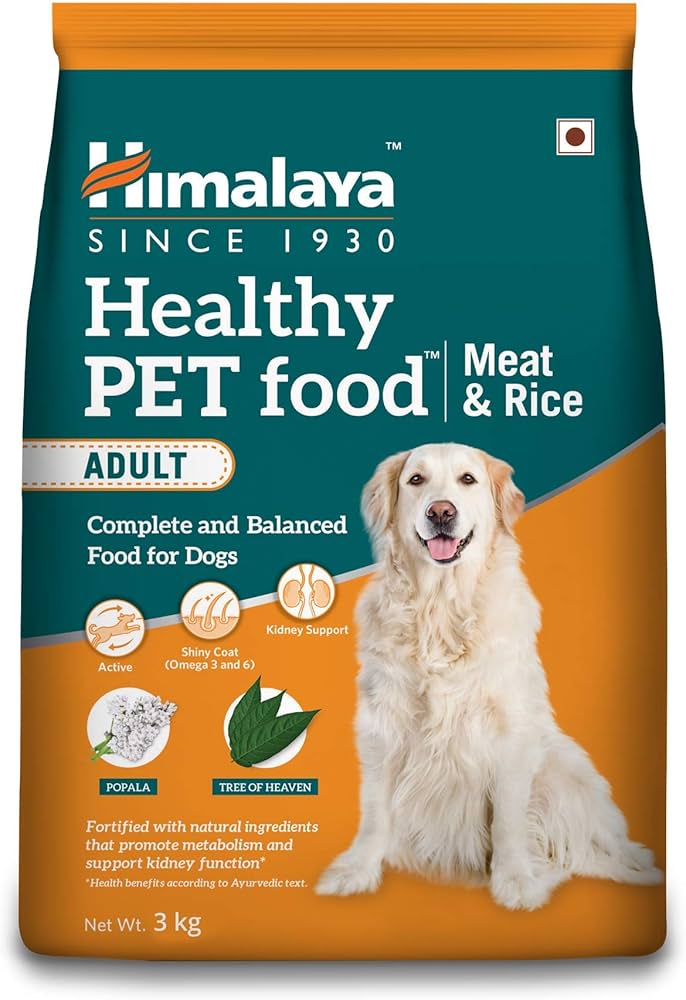 Himalaya™
SINCE 1930
Healthy
PET food™
Meat
& Rice
ADULT
Complete and Balanced
Food for Dogs
Active
Shiny Coat
(Omega 3 and 6)
Kidney Support
POPALA
TREE OF HEAVEN
Fortified with natural ingredients
that promote metabolism and
support kidney function*
*Health benefits according to Ayurvedic text.
Net Wt. 3 kg